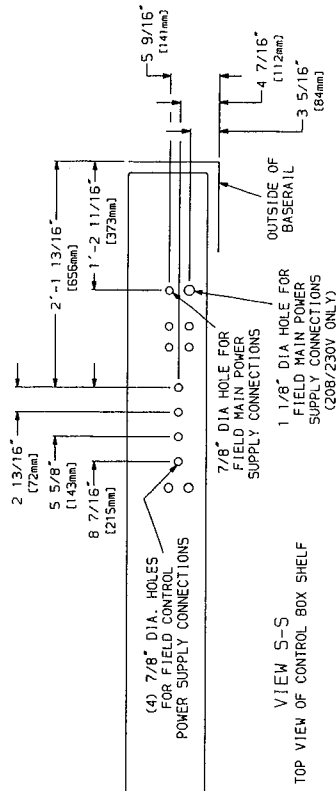 2 13/16"
[72mm]
5 5/8"
[143mm]
8 7/16"
[215mm]
2'-1 13/16"
[656mm]
1'-2 11/16"
[373mm]
5 9/16"
[141mm]
4 7/16"
[112mm]
3 5/16"
[84mm]
OUTSIDE OF
BASERAIL
(4) 7/8" DIA. HOLES
FOR FIELD CONTROL
POWER SUPPLY CONNECTIONS
7/8" DIA HOLE FOR
FIELD MAIN POWER
SUPPLY CONNECTIONS
1 1/8" DIA HOLE FOR
FIELD MAIN POWER
SUPPLY CONNECTIONS
(208/230V ONLY)
VIEW S-S
TOP VIEW OF CONTROL BOX SHELF